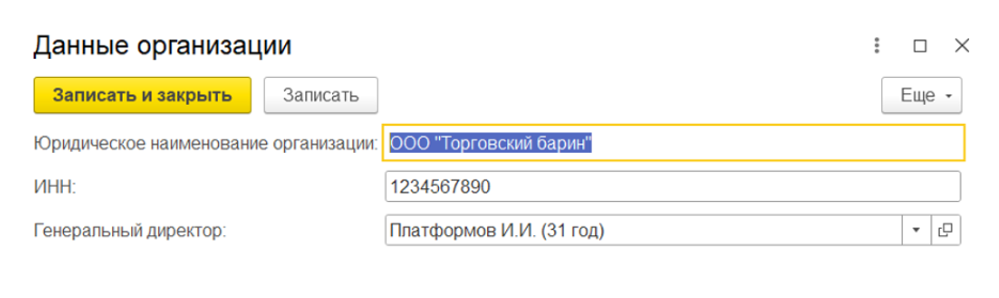 Данные организации
Записать и закрыть Записать Еще
Юридическое наименование организации: ООО "Торговский барин"
ИНН: 1234567890
Генеральный директор: Платформов И.И. (31 год)